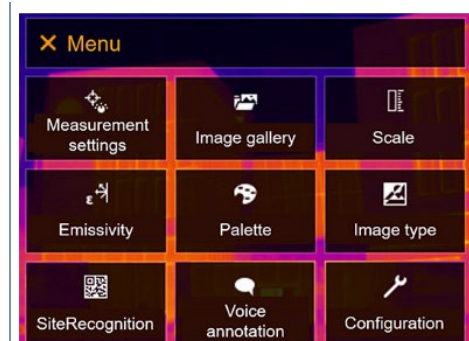 Menu
Measurement
settings
Image gallery
Scale
Emissivity
Palette
Image type
SiteRecognition
Voice
annotation
Configuration